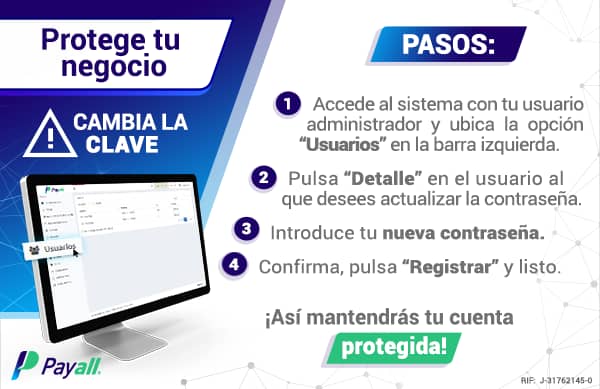 Protege tu
negocio
CAMBIA LA
CLAVE
Payall
Usuarios
Payall.
PASOS:
1 Accede al sistema con tu usuario
administrador y ubica la opción
“Usuarios” en la barra izquierda.
2 Pulsa “Detalle” en el usuario al
que desees actualizar la contraseña.
3 Introduce tu nueva contraseña.
4 Confirma, pulsa “Registrar” y listo.
¡Así mantendrás tu cuenta
protegida!
RIF: J-31762145-0